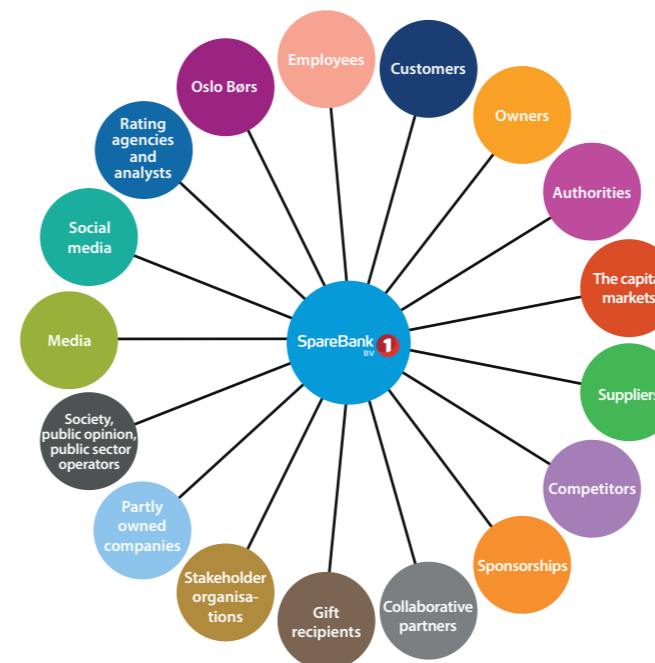 Employees
Customers
Owners
Authorities
The capita
markets
Suppliers
Competitors
Sponsorships
Collaborative
partners
Gift
recipients
Stakeholder
organisa-
tions
Partly
owned
companies
Society,
public opinion,
public sector
operators
Media
Social
media
Rating
agencies
and
analysts
Oslo Børs
SpareBank 1
BV